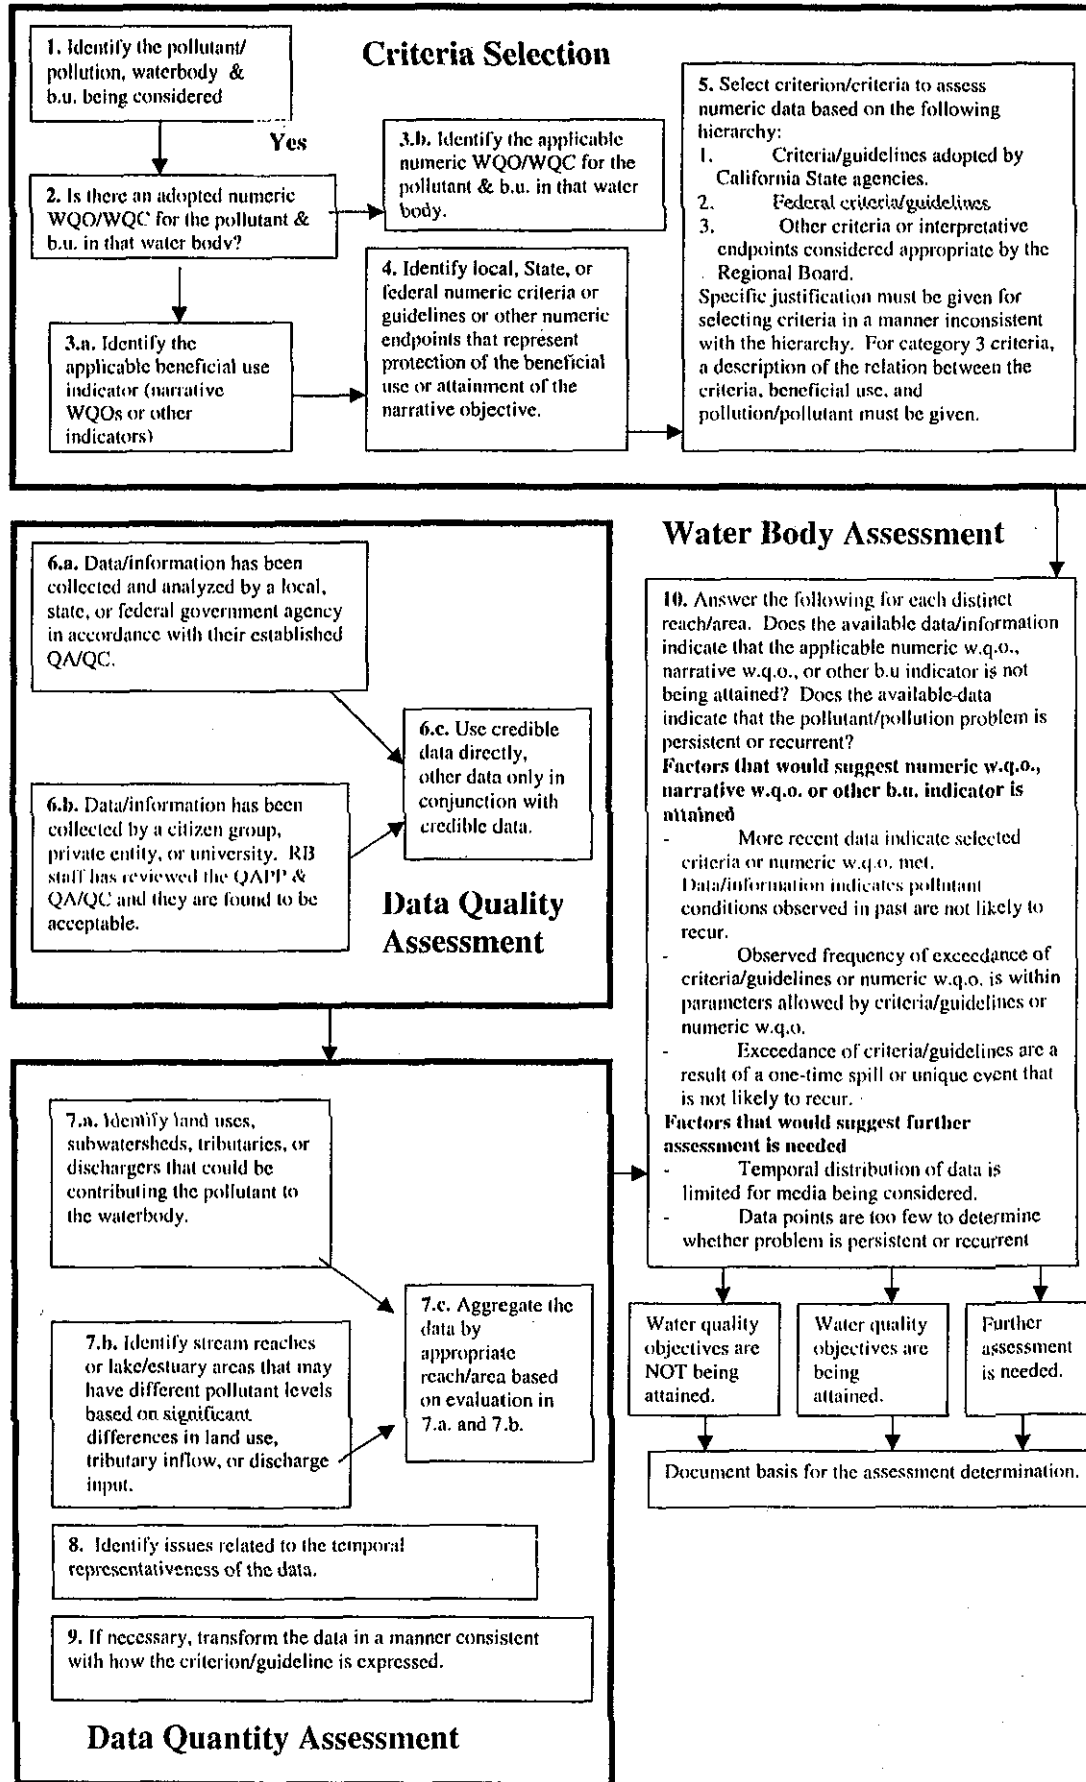 Criteria Selection
1. Identify the pollutant/
pollution, waterbody &
b.u. being considered
Yes
2. Is there an adopted numeric
WQO/WQC for the pollutant &
b.u. in that water body?
3.b. Identify the applicable
numeric WQO/WQC for the
pollutant & b.u. in that water
body.
3.a. Identify the
applicable beneficial use
indicator (narrative
WQOs or other
indicators)
4. Identify local, State, or
federal numeric criteria or
guidelines or other numeric
endpoints that represent
protection of the beneficial
use or attainment of the
narrative objective.
5. Select criterion/criteria to assess
numeric data based on the following
hierarchy:
1. Criteria/guidelines adopted by
California State agencies.
2. Federal criteria/guidelines
3. Other criteria or interpretative
endpoints considered appropriate by the
Regional Board.
Specific justification must be given for
selecting criteria in a manner inconsistent
with the hierarchy. For category 3 criteria,
a description of the relation between the
criteria, beneficial use, and
pollution/pollutant must be given.
6.a. Data/information has been
collected and analyzed by a local,
state, or federal government agency
in accordance with their established
QA/QC.
6.b. Data/information has been
collected by a citizen group,
private entity, or university. RB
staff has reviewed the QAPP &
QA/QC and they are found to be
acceptable.
6.c. Use credible
data directly,
other data only in
conjunction with
credible data.
Data Quality
Assessment
7.a. Identify land uses,
subwatersheds, tributaries, or
dischargers that could be
contributing the pollutant to
the waterbody.
7.b. Identify stream reaches
or lake/estuary areas that may
have different pollutant levels
based on significant
differences in land use,
tributary inflow, or discharge
input.
7.c. Aggregate the
data by
appropriate
reach/area based
on evaluation in
7.a. and 7.b.
8. Identify issues related to the temporal
representativeness of the data.
9. If necessary, transform the data in a manner consistent
with how the criterion/guideline is expressed.
Data Quantity Assessment
Water Body Assessment
10. Answer the following for each distinct
reach/area. Does the available data/information
indicate that the applicable numeric w.q.o.,
narrative w.q.o., or other b.u indicator is not
being attained? Does the available-data
indicate that the pollutant/pollution problem is
persistent or recurrent?
Factors that would suggest numeric w.q.o.,
narrative w.q.o. or other b.u. indicator is
attained
- More recent data indicate selected
criteria or numeric w.q.o. met.
Data/information indicates pollutant
conditions observed in past are not likely to
recur.
- Observed frequency of exceedance of
criteria/guidelines or numeric w.q.o. is within
parameters allowed by criteria/guidelines or
numeric w.q.o.
- Exceedance of criteria/guidelines are a
result of a one-time spill or unique event that
is not likely to recur.
Factors that would suggest further
assessment is needed
- Temporal distribution of data is
limited for media being considered.
- Data points are too few to determine
whether problem is persistent or recurrent
Water quality
objectives are
NOT being
attained.
Water quality
objectives are
being
attained.
Further
assessment
is needed.
Document basis for the assessment determination.